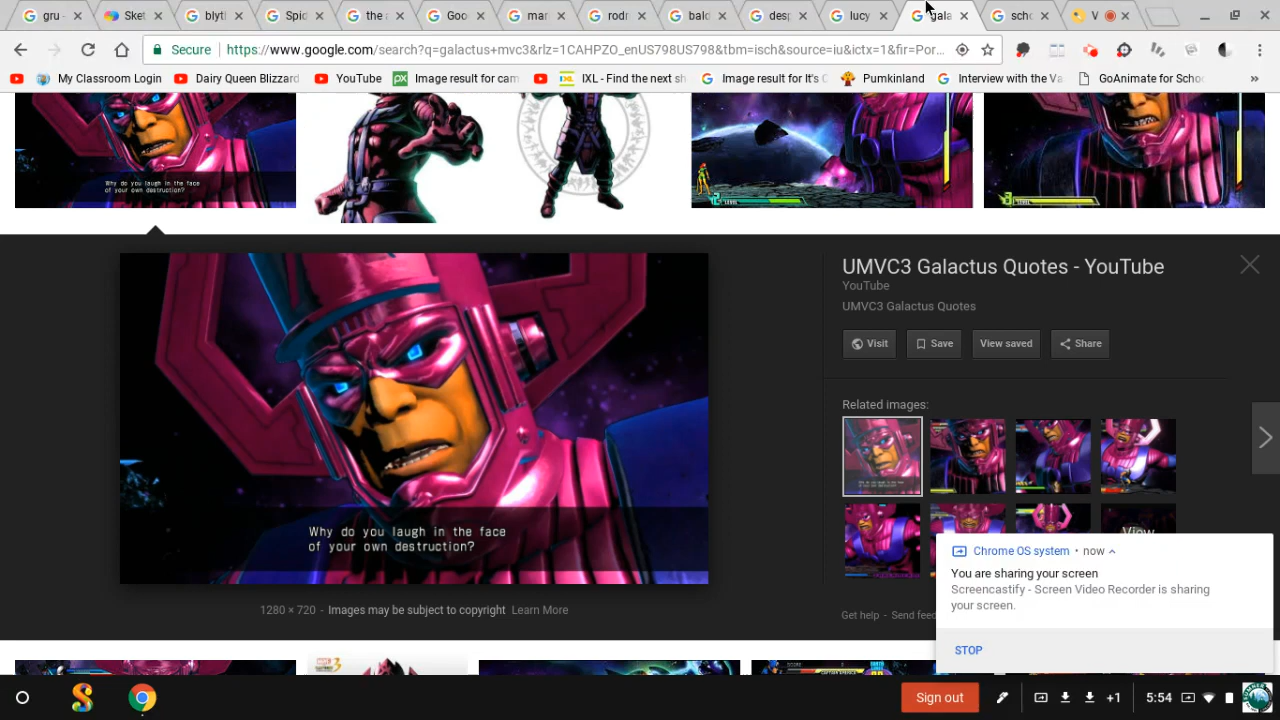 gru
Sket
blyth
Spic
the a
Goo
mar
rodr
bald
desp
lucy
gala
scho
V
Secure
https://www.google.com/search?q=galactus+mvc3&rlz=1CAHPZO_enUS798US798&tbm=isch&source=iu&ictx=1&fir=Por...
My Classroom Login
Dairy Queen Blizzard
YouTube
Image result for cam
IXL - Find the next sh
Image result for It's C
Pumkinland
Interview with the Va
GoAnimate for Schoo
Why do you laugh in the face
of your own destruction?
UMVC3 Galactus Quotes - YouTube
YouTube
UMVC3 Galactus Quotes
Visit
Save
View saved
Share
Related images:
View
Why do you laugh in the face
of your own destruction?
1280 × 720 - Images may be subject to copyright Learn More
Get help - Send feed
Chrome OS system • now
You are sharing your screen
Screencastify - Screen Video Recorder is sharing
your screen.
STOP
Sign out
+1
5:54